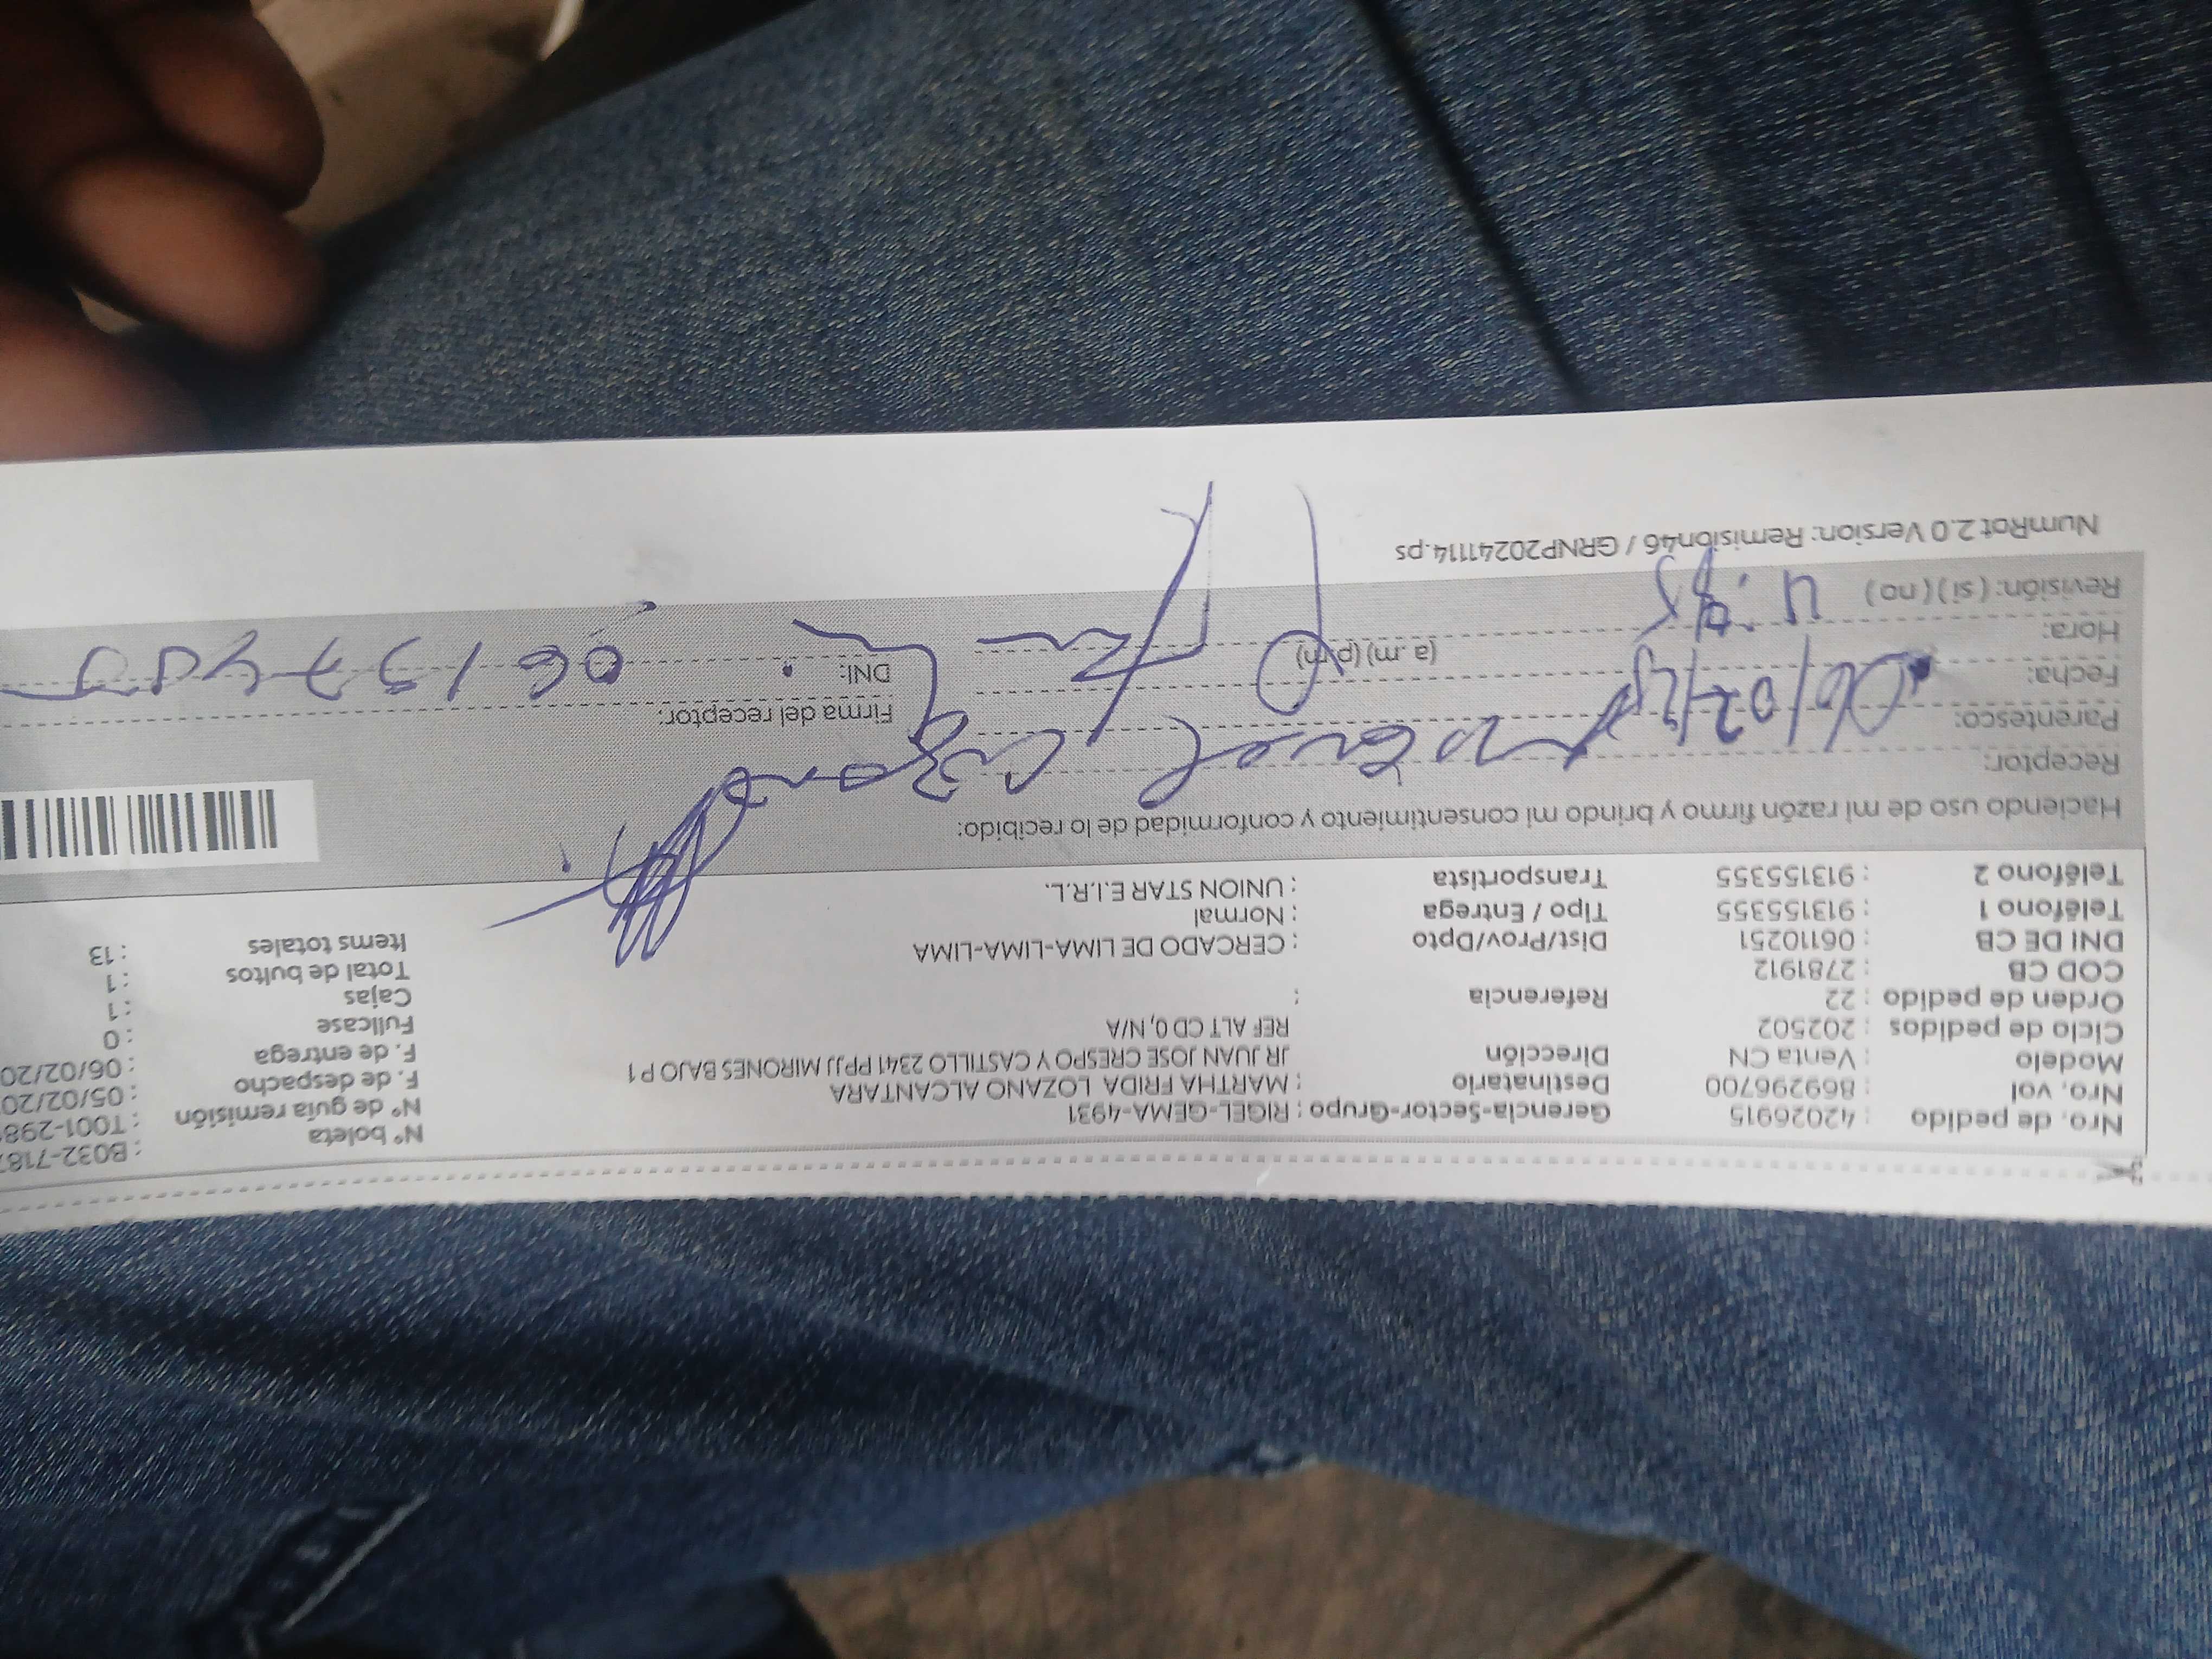 Nro. de pedido : 42026915 Gerencia-Sector-Grupo : RIGEL-GEMA-4931 N° boleta : B032-718
Nro. vol : 869296700 Destinatario : MARTHA FRIDA LOZANO ALCANTARA N° de guía remisión : T001-298
Modelo : Venta CN Dirección JR JUAN JOSE CRESPO Y CASTILLO 2341 PPJJ MIRONES BAJO P 1 F. de despacho : 05/02/20
Ciclo de pedidos : 202502 REF ALT CD 0, N/A F. de entrega : 06/02/20
Orden de pedido : 22 Referencia : Fullcase : 0
COD CB : 2781912 Cajas : 1
DNI DE CB : 06110251 Dist/Prov/Dpto : CERCADO DE LIMA-LIMA-LIMA Total de bultos : 1
Teléfono 1 : 913155355 Tipo / Entrega : Normal Items totales : 13
Teléfono 2 : 913155355 Transportista : UNION STAR E.I.R.L.
Haciendo uso de mi razón firmo y brindo mi consentimiento y conformidad de lo recibido:
Receptor:
Parentesco: Firma del receptor:
Fecha: 06/02/25 DNI:
Hora: (a .m) (p.m)
Revisión: ( si ) ( no )
NumRot 2.0 Version: Remision46 / GRNP20241114.ps